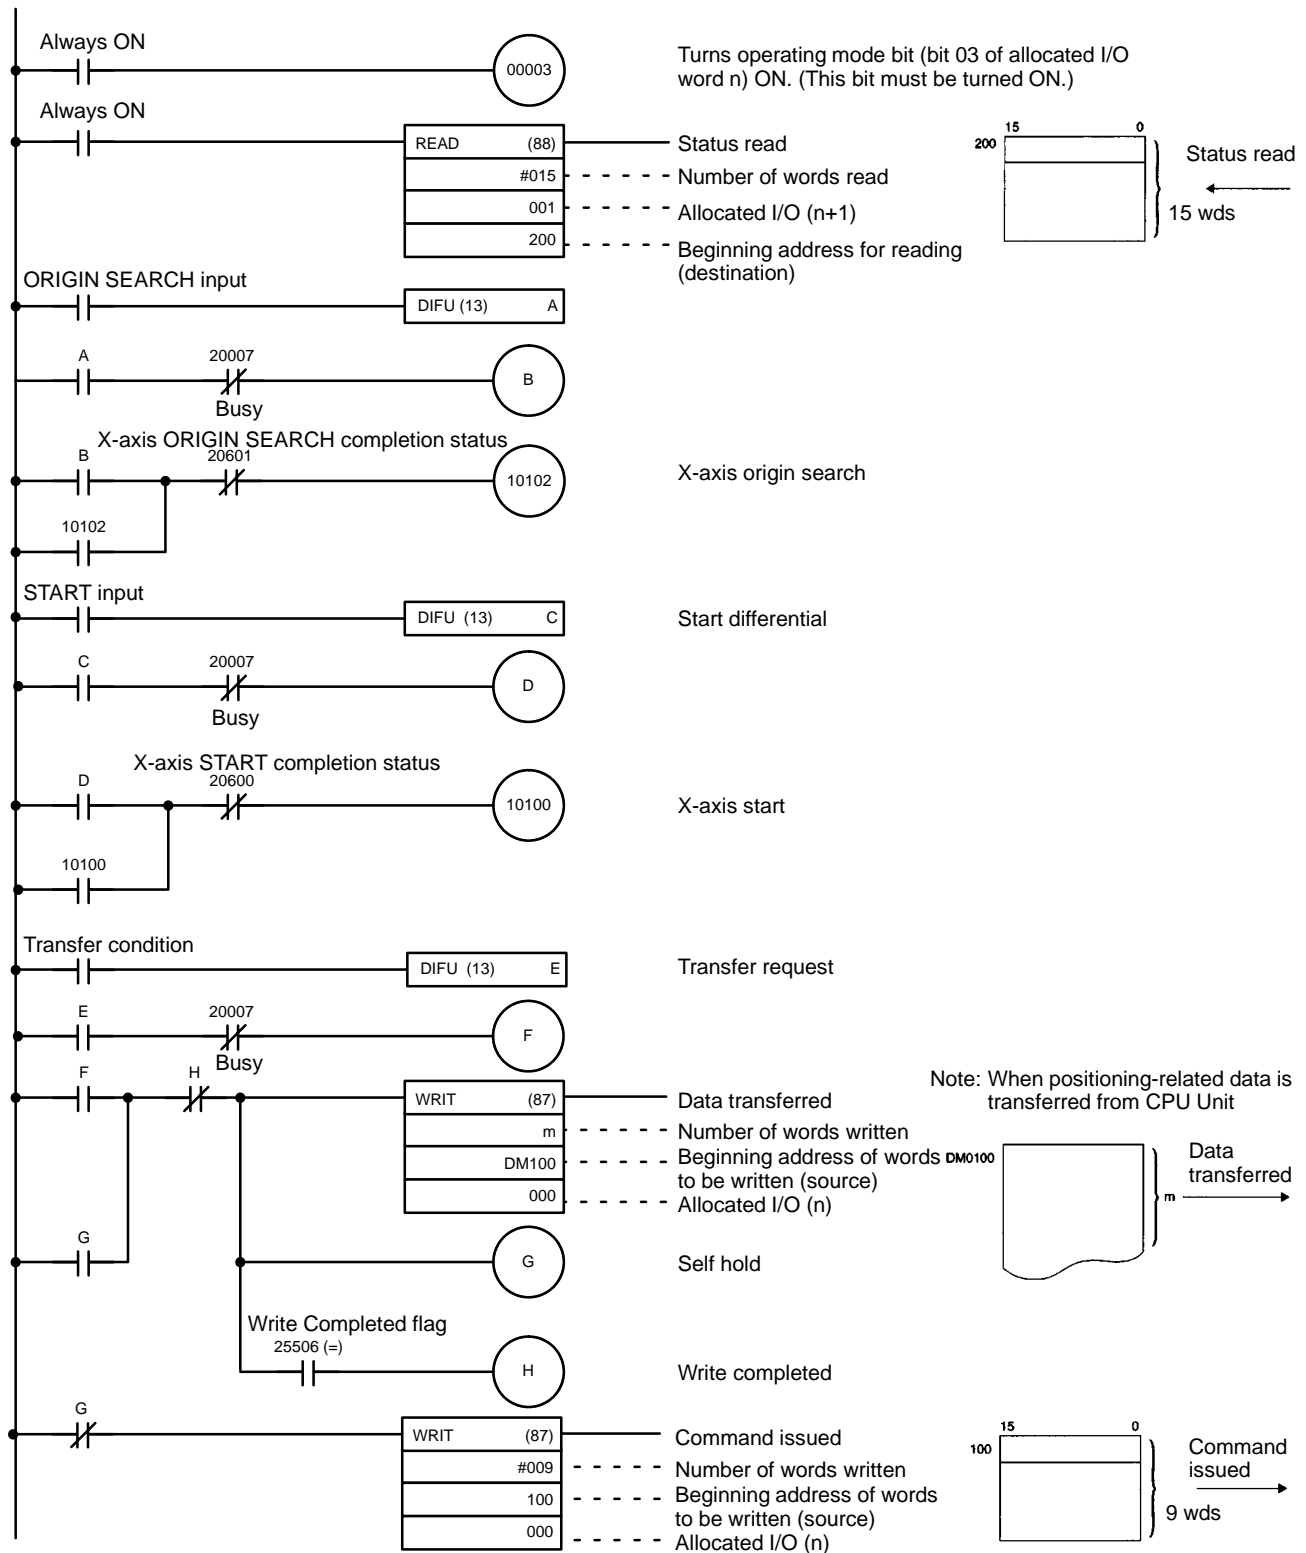 Always ON
00003
Turns operating mode bit (bit 03 of allocated I/O
word n) ON. (This bit must be turned ON.)
Always ON
READ (88)
Status read
#015
Number of words read
001
Allocated I/O (n+1)
200
Beginning address for reading
(destination)
15 0
200
Status read
15 wds
ORIGIN SEARCH input
DIFU (13) A
A
20007
Busy
B
X-axis ORIGIN SEARCH completion status
B
20601
10102
X-axis origin search
10102
START input
DIFU (13) C
Start differential
C
20007
Busy
D
X-axis START completion status
D
20600
10100
X-axis start
10100
Transfer condition
DIFU (13) E
Transfer request
E
20007
Busy
F
F
H
WRIT (87)
Data transferred
m
Number of words written
DM100
Beginning address of words
to be written (source)
000
Allocated I/O (n)
Note: When positioning-related data is
transferred from CPU Unit
DM0100
m
Data
transferred
G
G
Self hold
Write Completed flag
25506 (=)
H
Write completed
G
WRIT (87)
Command issued
#009
Number of words written
100
Beginning address of words
to be written (source)
000
Allocated I/O (n)
15 0
100
Command
issued
9 wds